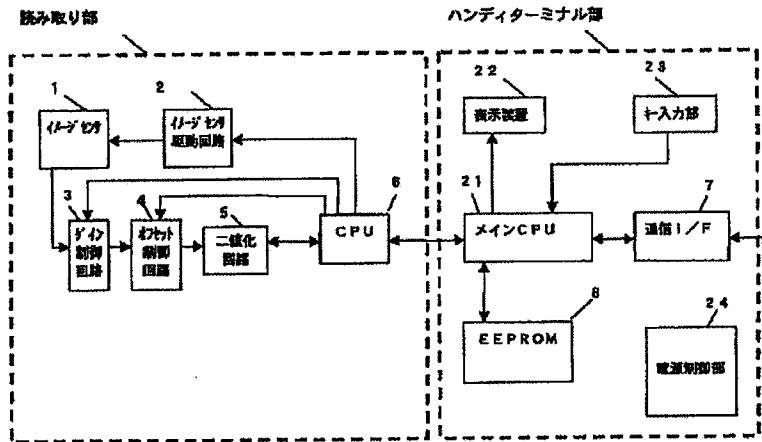 読み取り部
ハンディターミナル部
1
イメージセンサ
2
イメージセンサ
駆動回路
3
ゲイン
制御
回路
4
オフセット
制御
回路
5
二値化
回路
6
CPU
22
表示装置
23
キー入力部
21
メインCPU
7
通信I/F
8
EEPROM
24
電源制御部